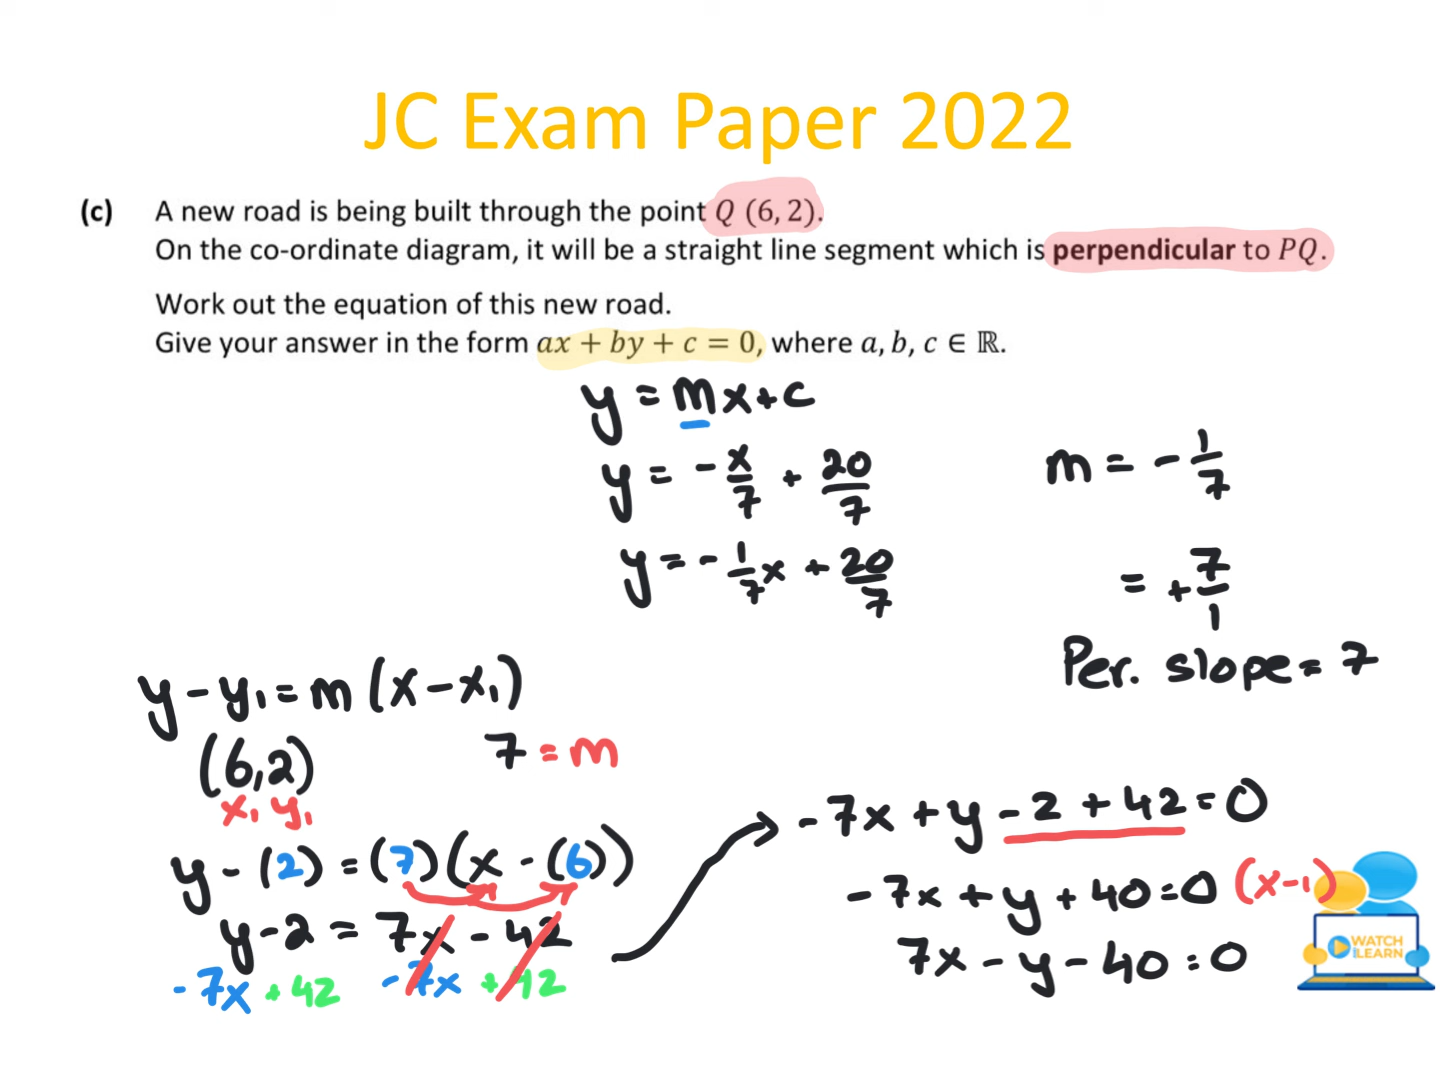 JC Exam Paper 2022
(c) A new road is being built through the point Q (6, 2).
On the co-ordinate diagram, it will be a straight line segment which is perpendicular to PQ.
Work out the equation of this new road.
Give your answer in the form ax + by + c = 0, where a, b, c ∈ ℝ.
y = mx + c
y = - x/7 + 20/7
y = - 1/7 x + 20/7
m = - 1/7
= + 7/1
Per. slope = 7
y - y₁ = m (x - x₁)
(6,2) 7 = m
x₁ y₁
y - (2) = (7)(x - (6))
y - 2 = 7x - 42
-7x + 42 -7x + 42
-7x + y - 2 + 42 = 0
-7x + y + 40 = 0 (x-1)
7x - y - 40 = 0
WATCH
2LEARN